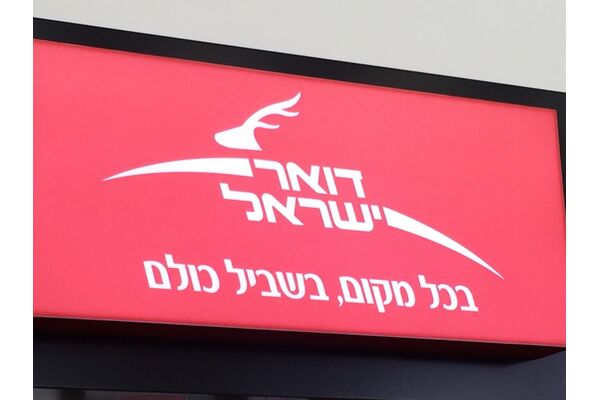 דואר
ישראל
בכל מקום, בשביל כולם